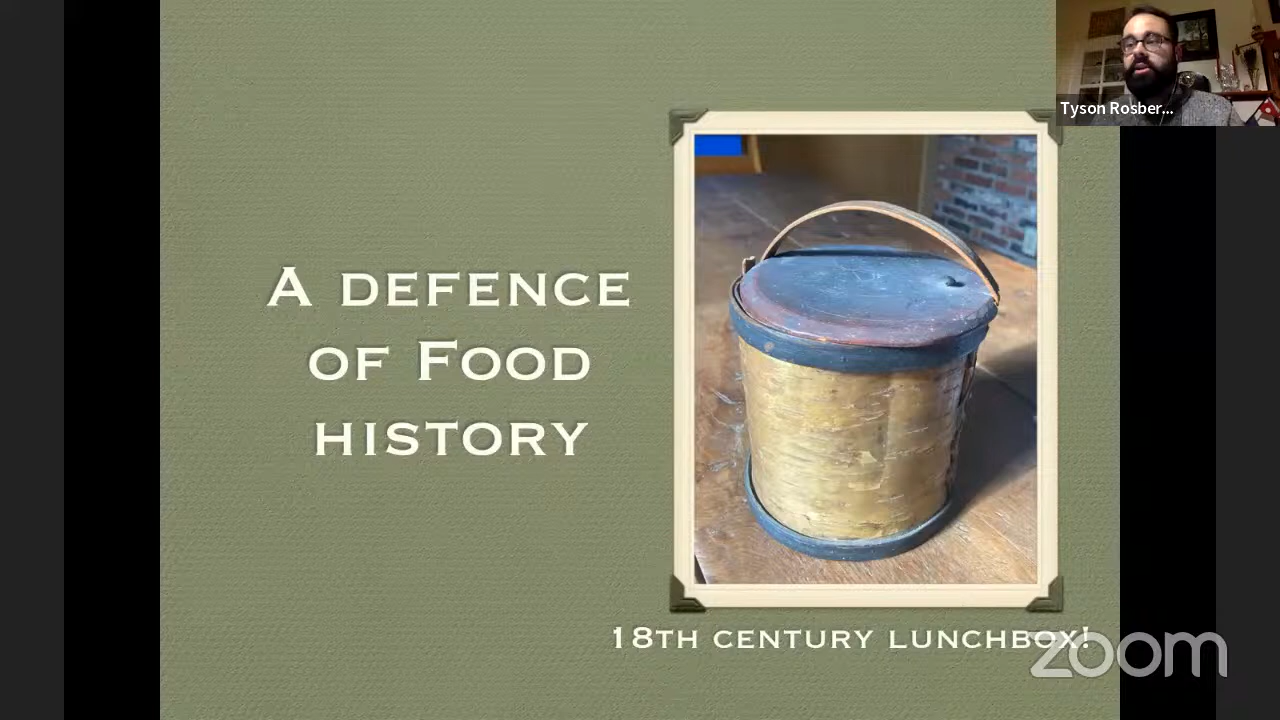 Tyson Rosber...
A DEFENCE
OF FOOD
HISTORY
18TH CENTURY LUNCHBOX!
zoom